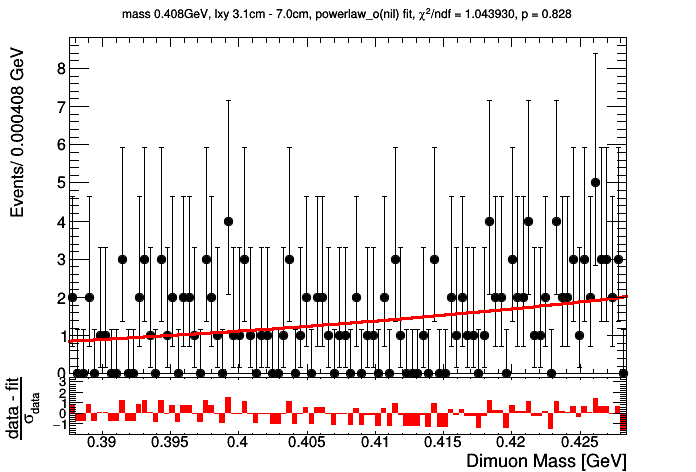 mass 0.408GeV, lxy 3.1cm - 7.0cm, powerlaw_o(nil) fit, χ²/ndf = 1.043930, p = 0.828
Events/ 0.000408 GeV
8
7
6
5
4
3
2
1
0
data - fit
σdata
3
2
1
0
−1
0.39 0.395 0.4 0.405 0.41 0.415 0.42 0.425
Dimuon Mass [GeV]